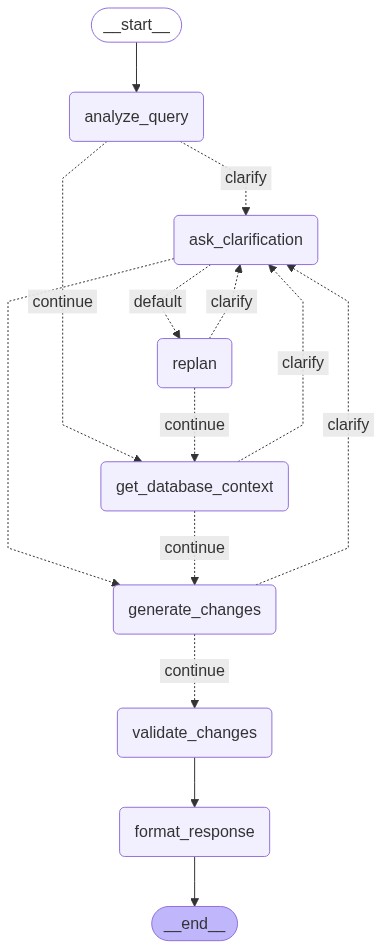 __start__
analyze_query
clarify
ask_clarification
continue
default
clarify
replan
clarify
continue
clarify
get_database_context
continue
generate_changes
continue
validate_changes
format_response
__end__